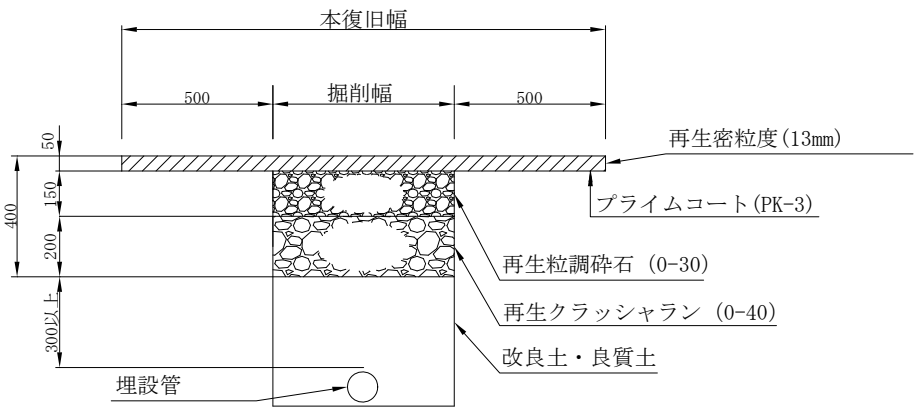 本復旧幅
500
掘削幅
500
50
再生密粒度(13mm)
150
400
プライムコート(PK-3)
200
再生粒調砕石 (0-30)
再生クラッシャラン (0-40)
300以上
改良土・良質土
埋設管